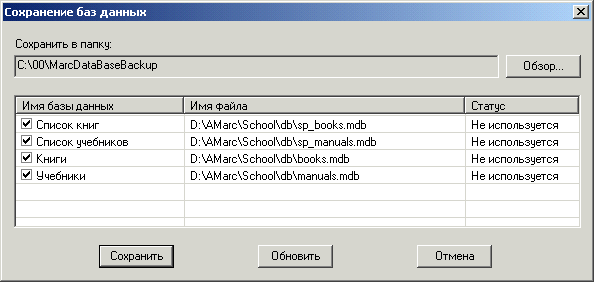 Сохранение баз данных
Сохранить в папку:
C:\00\MarcDataBaseBackup
Обзор...
Имя базы данных Имя файла Статус
Список книг D:\AMarc\School\db\sp_books.mdb Не используется
Список учебников D:\AMarc\School\db\sp_manuals.mdb Не используется
Книги D:\AMarc\School\db\books.mdb Не используется
Учебники D:\AMarc\School\db\manuals.mdb Не используется
Сохранить Обновить Отмена